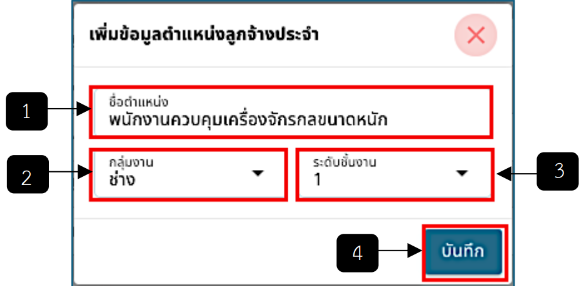 เพิ่มข้อมูลตำแหน่งลูกจ้างประจำ
1
ชื่อตำแหน่ง
พนักงานควบคุมเครื่องจักรกลขนาดหนัก
2
กลุ่มงาน
ช่าง
ระดับชั้นงาน
1
3
4
บันทึก